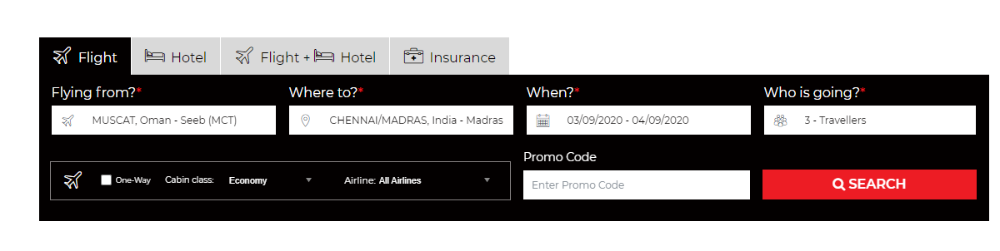 Flight Hotel Flight + Hotel Insurance
Flying from?* Where to?* When?* Who is going?*
MUSCAT, Oman - Seeb (MCT) CHENNAI/MADRAS, India - Madras 03/09/2020 - 04/09/2020 3 - Travellers
Promo Code
One-Way Cabin class: Economy Airline: All Airlines Enter Promo Code SEARCH